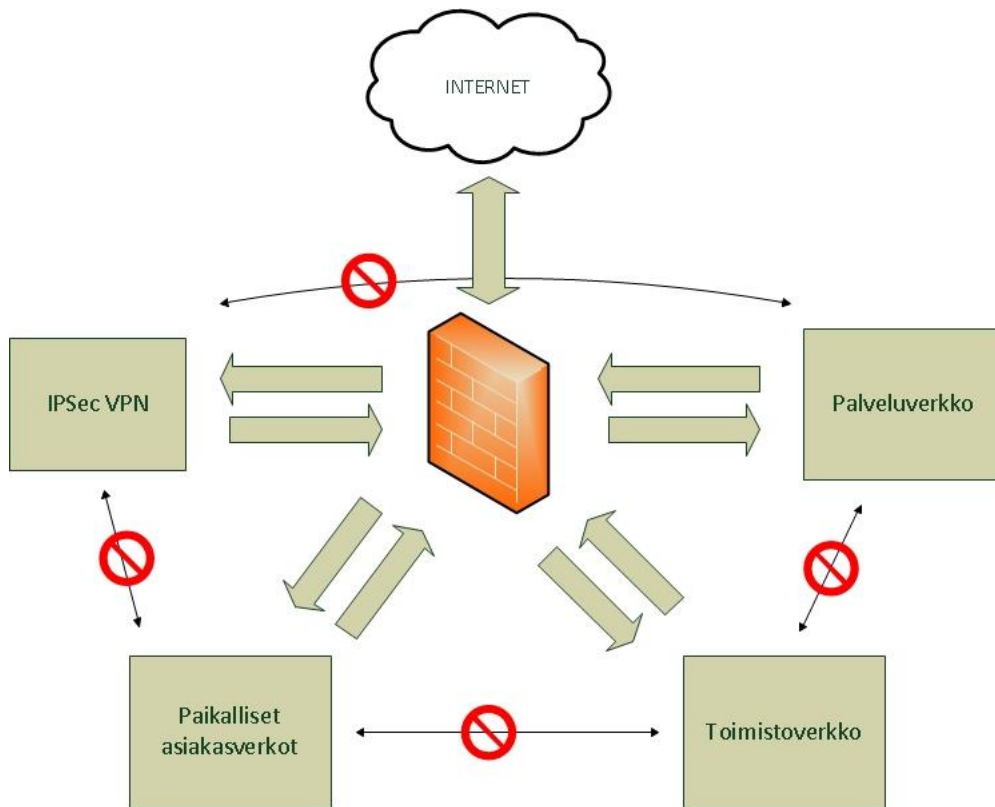 INTERNET
IPSec VPN
Palveluverkko
Paikalliset
asiakasverkot
Toimistoverkko